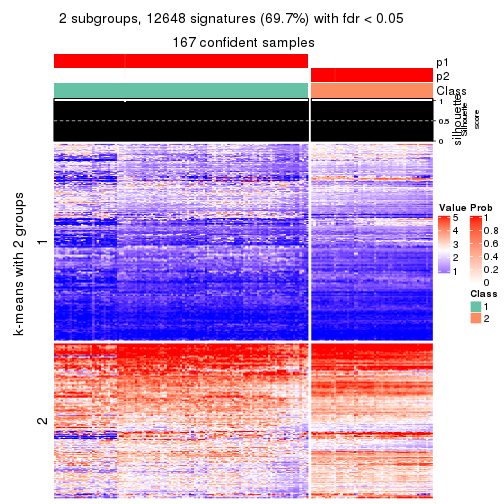 2 subgroups, 12648 signatures (69.7%) with fdr < 0.05
167 confident samples
p1
p2
Class
1
0.5
0
silhouette
Silhouette
score
k-means with 2 groups
1
2
Value
5
4
3
2
1
Prob
1
0.8
0.6
0.4
0.2
0
Class
1
2